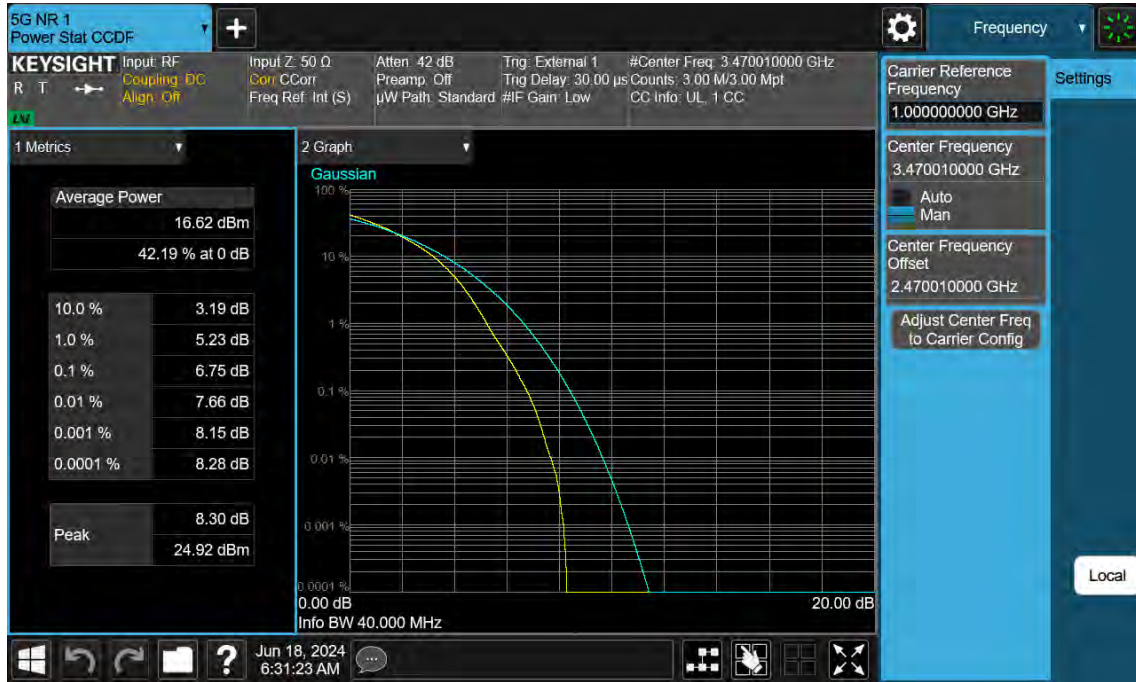 5G NR 1
Power Stat CCDF
+
Frequency
KEYSIGHT
R T
LXI
Input: RF
Coupling: DC
Align: Off
Input Z: 50 Ω
Corr CCorr
Freq Ref: Int (S)
Atten: 42 dB
Preamp: Off
µW Path: Standard
Trig: External 1
Trig Delay: 30.00 µs
#IF Gain: Low
#Center Freq: 3.470010000 GHz
Counts: 3.00 M/3.00 Mpt
CC Info: UL, 1 CC
1 Metrics
Average Power
16.62 dBm
42.19 % at 0 dB
10.0 % 3.19 dB
1.0 % 5.23 dB
0.1 % 6.75 dB
0.01 % 7.66 dB
0.001 % 8.15 dB
0.0001 % 8.28 dB
Peak
8.30 dB
24.92 dBm
2 Graph
Gaussian
100 %
10 %
1 %
0.1 %
0.01 %
0.001 %
0.0001 %
0.00 dB 20.00 dB
Info BW 40.000 MHz
Carrier Reference
Frequency
1.000000000 GHz
Center Frequency
3.470010000 GHz
Auto
Man
Center Frequency
Offset
2.470010000 GHz
Adjust Center Freq
to Carrier Config
Settings
Local
?
Jun 18, 2024
6:31:23 AM